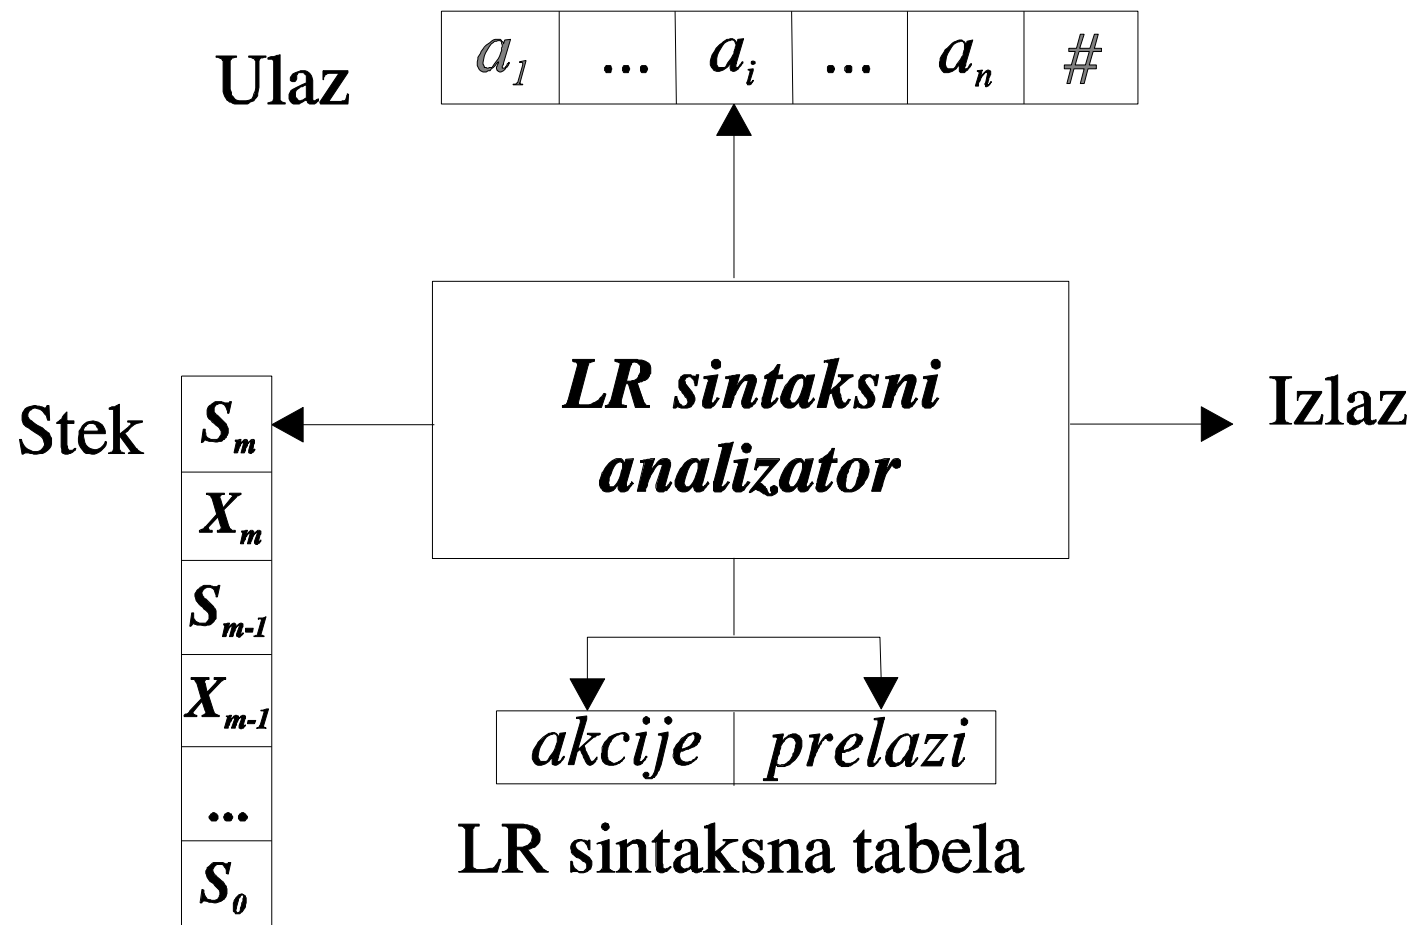 Ulaz a1 ... ai ... an #
LR sintaksni
analizator
Stek
Sm
Xm
Sm-1
Xm-1
...
S0
Izlaz
akcije prelazi
LR sintaksna tabela